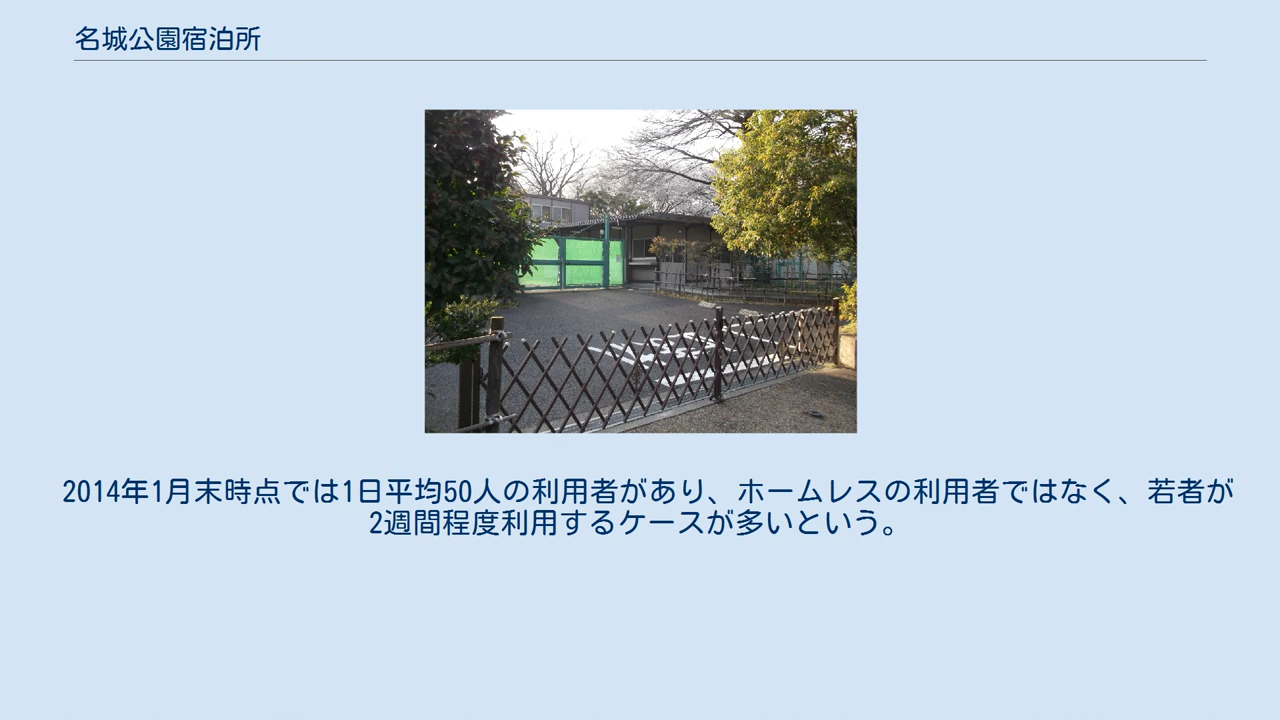 名城公園宿泊所
2014年1月末時点では1日平均50人の利用者があり、ホームレスの利用者ではなく、若者が
2週間程度利用するケースが多いという。